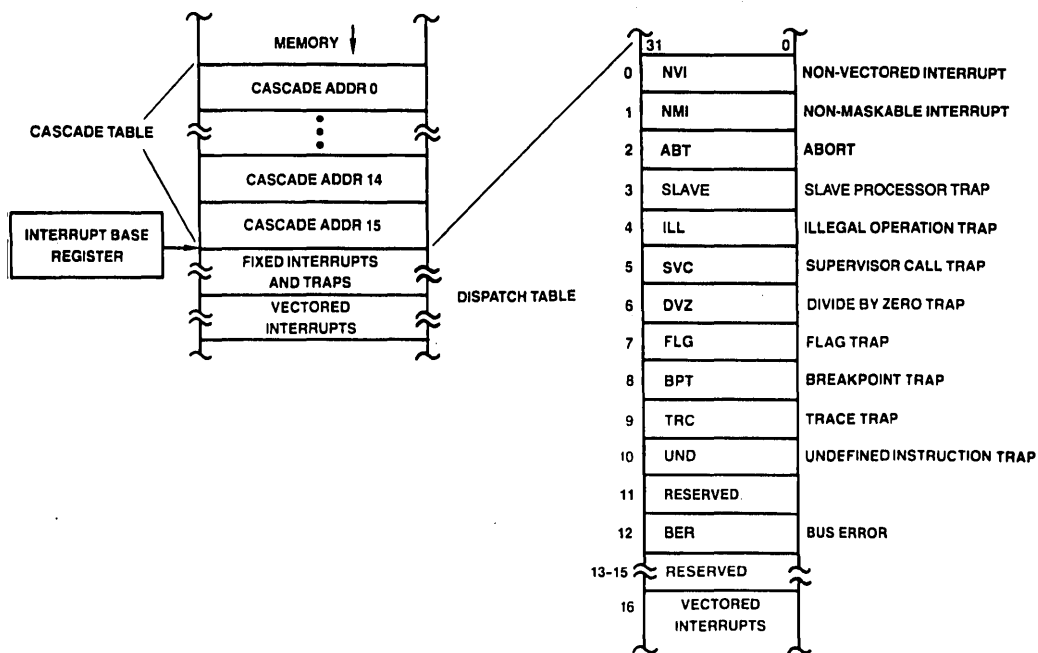 MEMORY
CASCADE ADDR 0
CASCADE TABLE
CASCADE ADDR 14
CASCADE ADDR 15
INTERRUPT BASE
REGISTER
FIXED INTERRUPTS
AND TRAPS
VECTORED
INTERRUPTS
DISPATCH TABLE
31 0
0 NVI NON-VECTORED INTERRUPT
1 NMI NON-MASKABLE INTERRUPT
2 ABT ABORT
3 SLAVE SLAVE PROCESSOR TRAP
4 ILL ILLEGAL OPERATION TRAP
5 SVC SUPERVISOR CALL TRAP
6 DVZ DIVIDE BY ZERO TRAP
7 FLG FLAG TRAP
8 BPT BREAKPOINT TRAP
9 TRC TRACE TRAP
10 UND UNDEFINED INSTRUCTION TRAP
11 RESERVED
12 BER BUS ERROR
13-15 RESERVED
16 VECTORED
INTERRUPTS